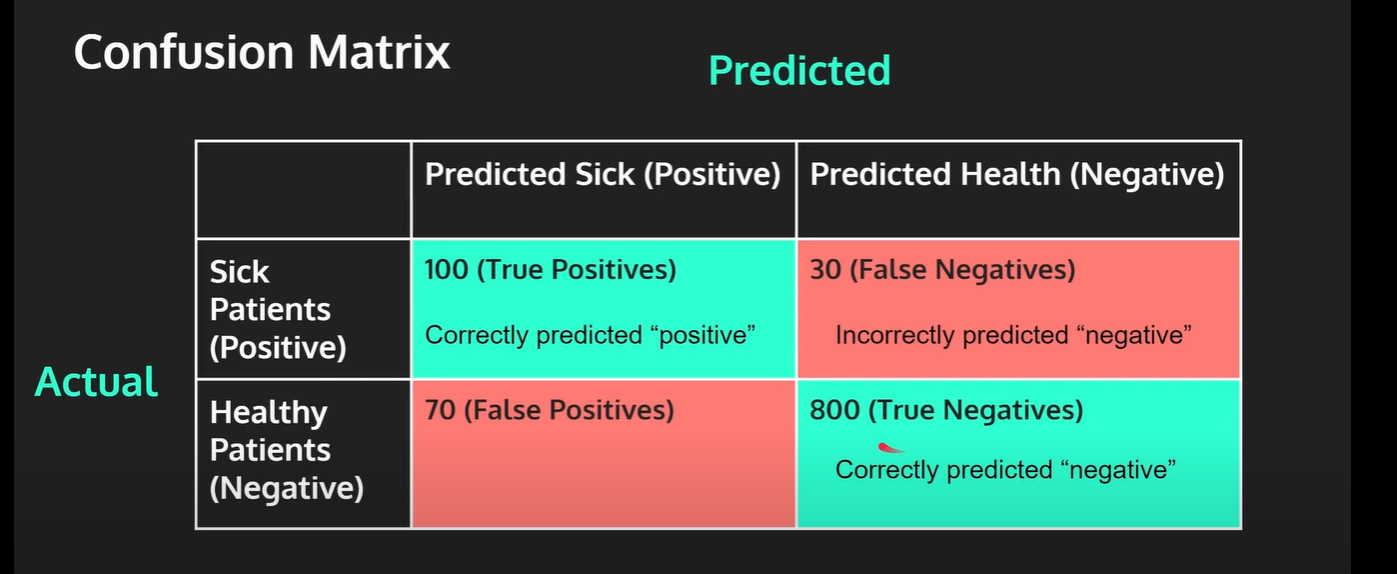 Confusion Matrix
Predicted
Predicted Sick (Positive)
Predicted Health (Negative)
Sick
Patients
(Positive)
100 (True Positives)
Correctly predicted “positive”
30 (False Negatives)
Incorrectly predicted “negative”
Actual
Healthy
Patients
(Negative)
70 (False Positives)
800 (True Negatives)
Correctly predicted “negative”